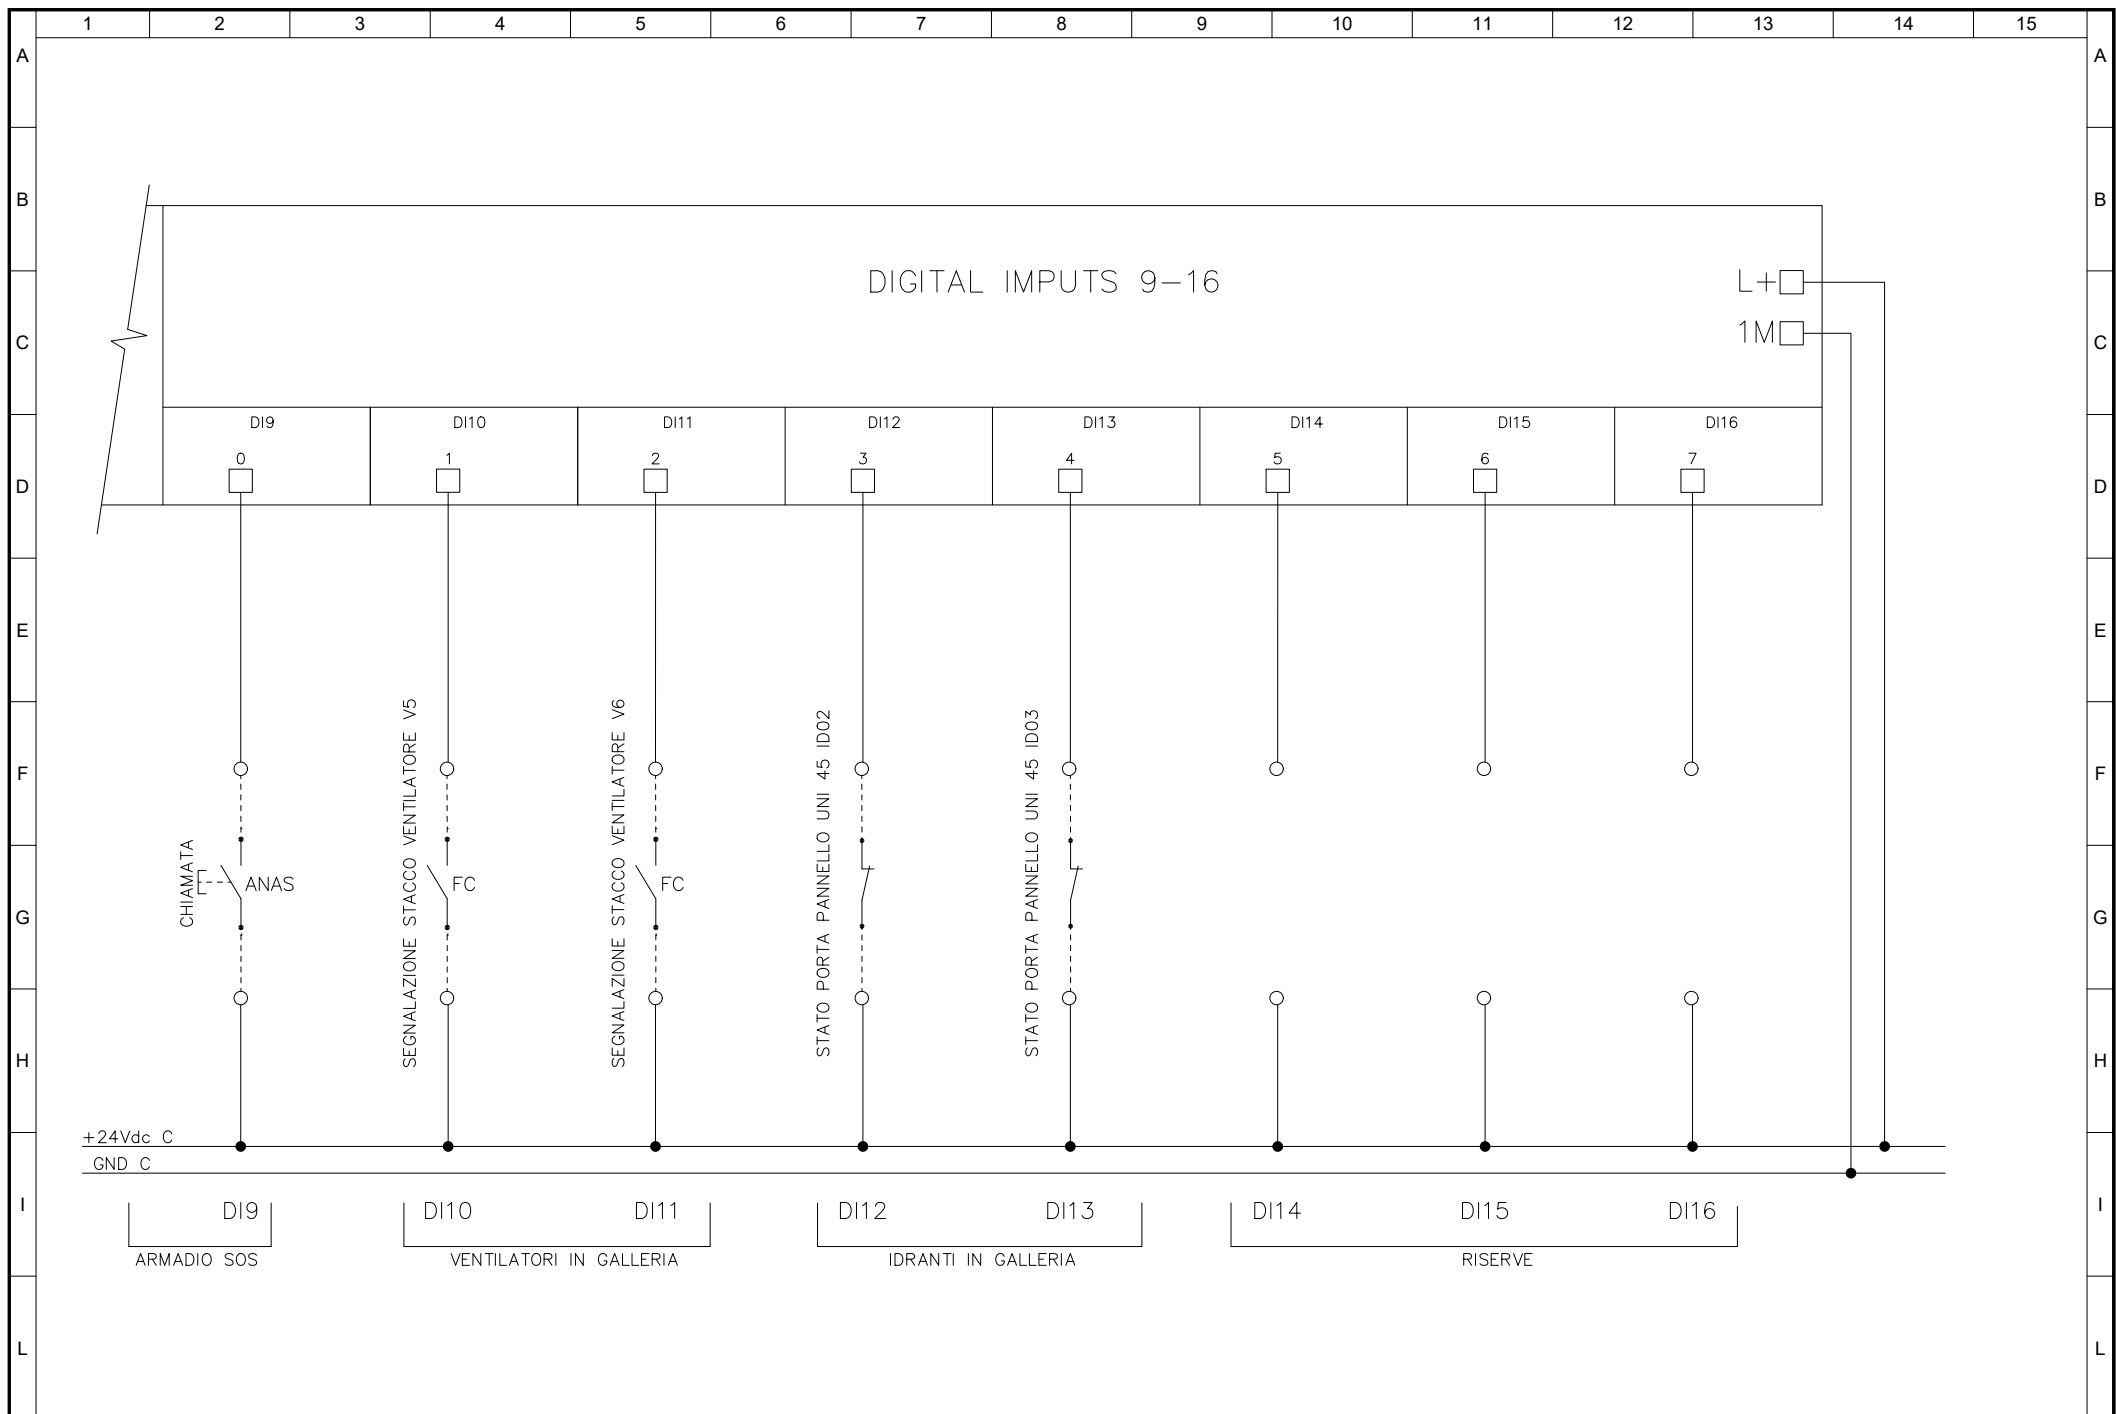 1 2 3 4 5 6 7 8 9 10 11 12 13 14 15
A A
B B
DIGITAL IMPUTS 9-16
L+
1M
C C
DI9 DI10 DI11 DI12 DI13 DI14 DI15 DI16
0 1 2 3 4 5 6 7
D D
E E
SEGNALAZIONE STACCO VENTILATORE V5
SEGNALAZIONE STACCO VENTILATORE V6
STATO PORTA PANNELLO UNI 45 ID02
STATO PORTA PANNELLO UNI 45 ID03
F F
CHIAMATA
ANAS FC FC
G G
H H
+24Vdc C
GND C
I I
DI9 DI10 DI11 DI12 DI13 DI14 DI15 DI16
ARMADIO SOS VENTILATORI IN GALLERIA IDRANTI IN GALLERIA RISERVE
L L